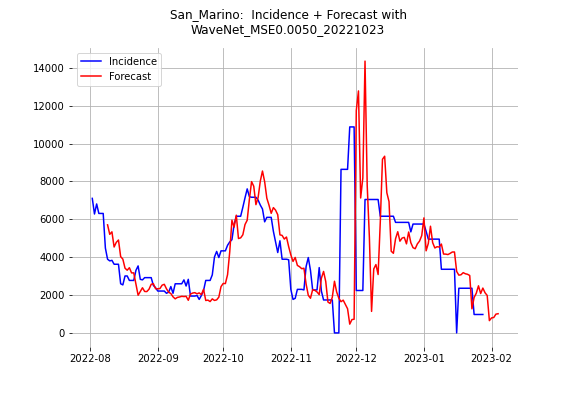 San_Marino:  Incidence + Forecast with
WaveNet_MSE0.0050_20221023
Incidence
Forecast
14000
12000
10000
8000
6000
4000
2000
0
2022-08 2022-09 2022-10 2022-11 2022-12 2023-01 2023-02